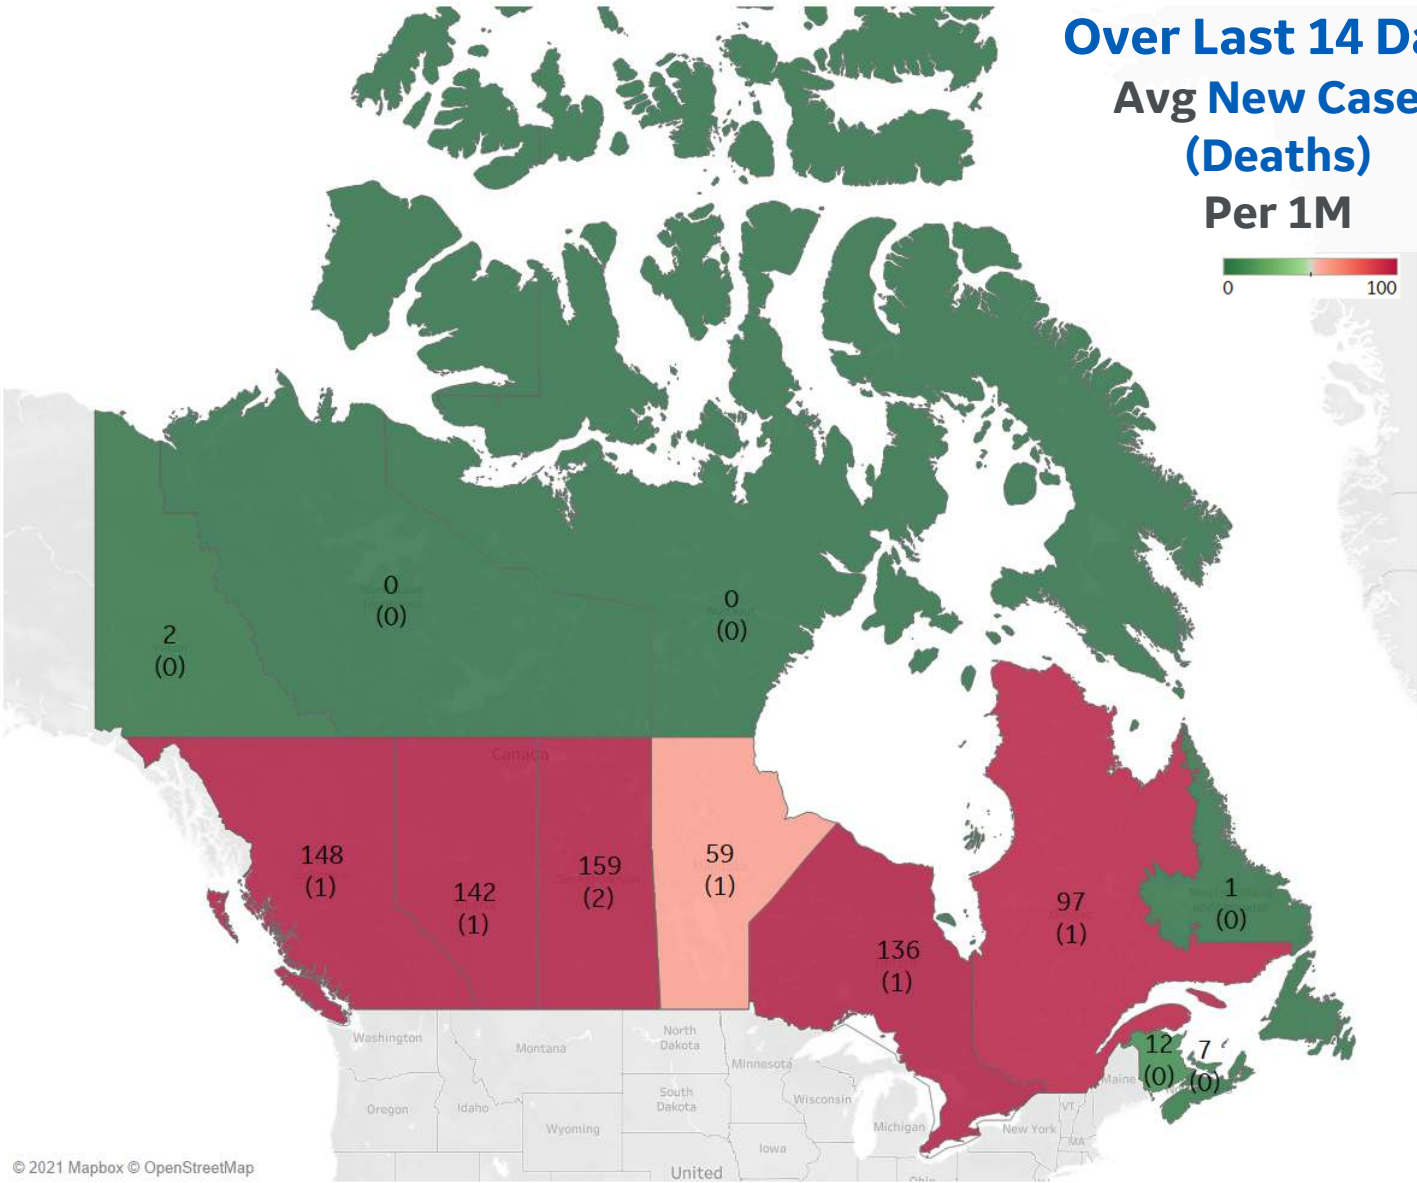 Over Last 14 Da
Avg New Case
(Deaths)
Per 1M
0 100
0
(0)
0
(0)
2
(0)
Canada
148
(1)
142
(1)
159
(2)
59
(1)
136
(1)
97
(1)
1
(0)
12
(0)
7
(0)
Washington
Montana
North
Dakota
Minnesota
Oregon
Idaho
South
Dakota
Wisconsin
Michigan
Maine
VT
New York
MA
Wyoming
Iowa
United
© 2021 Mapbox © OpenStreetMap